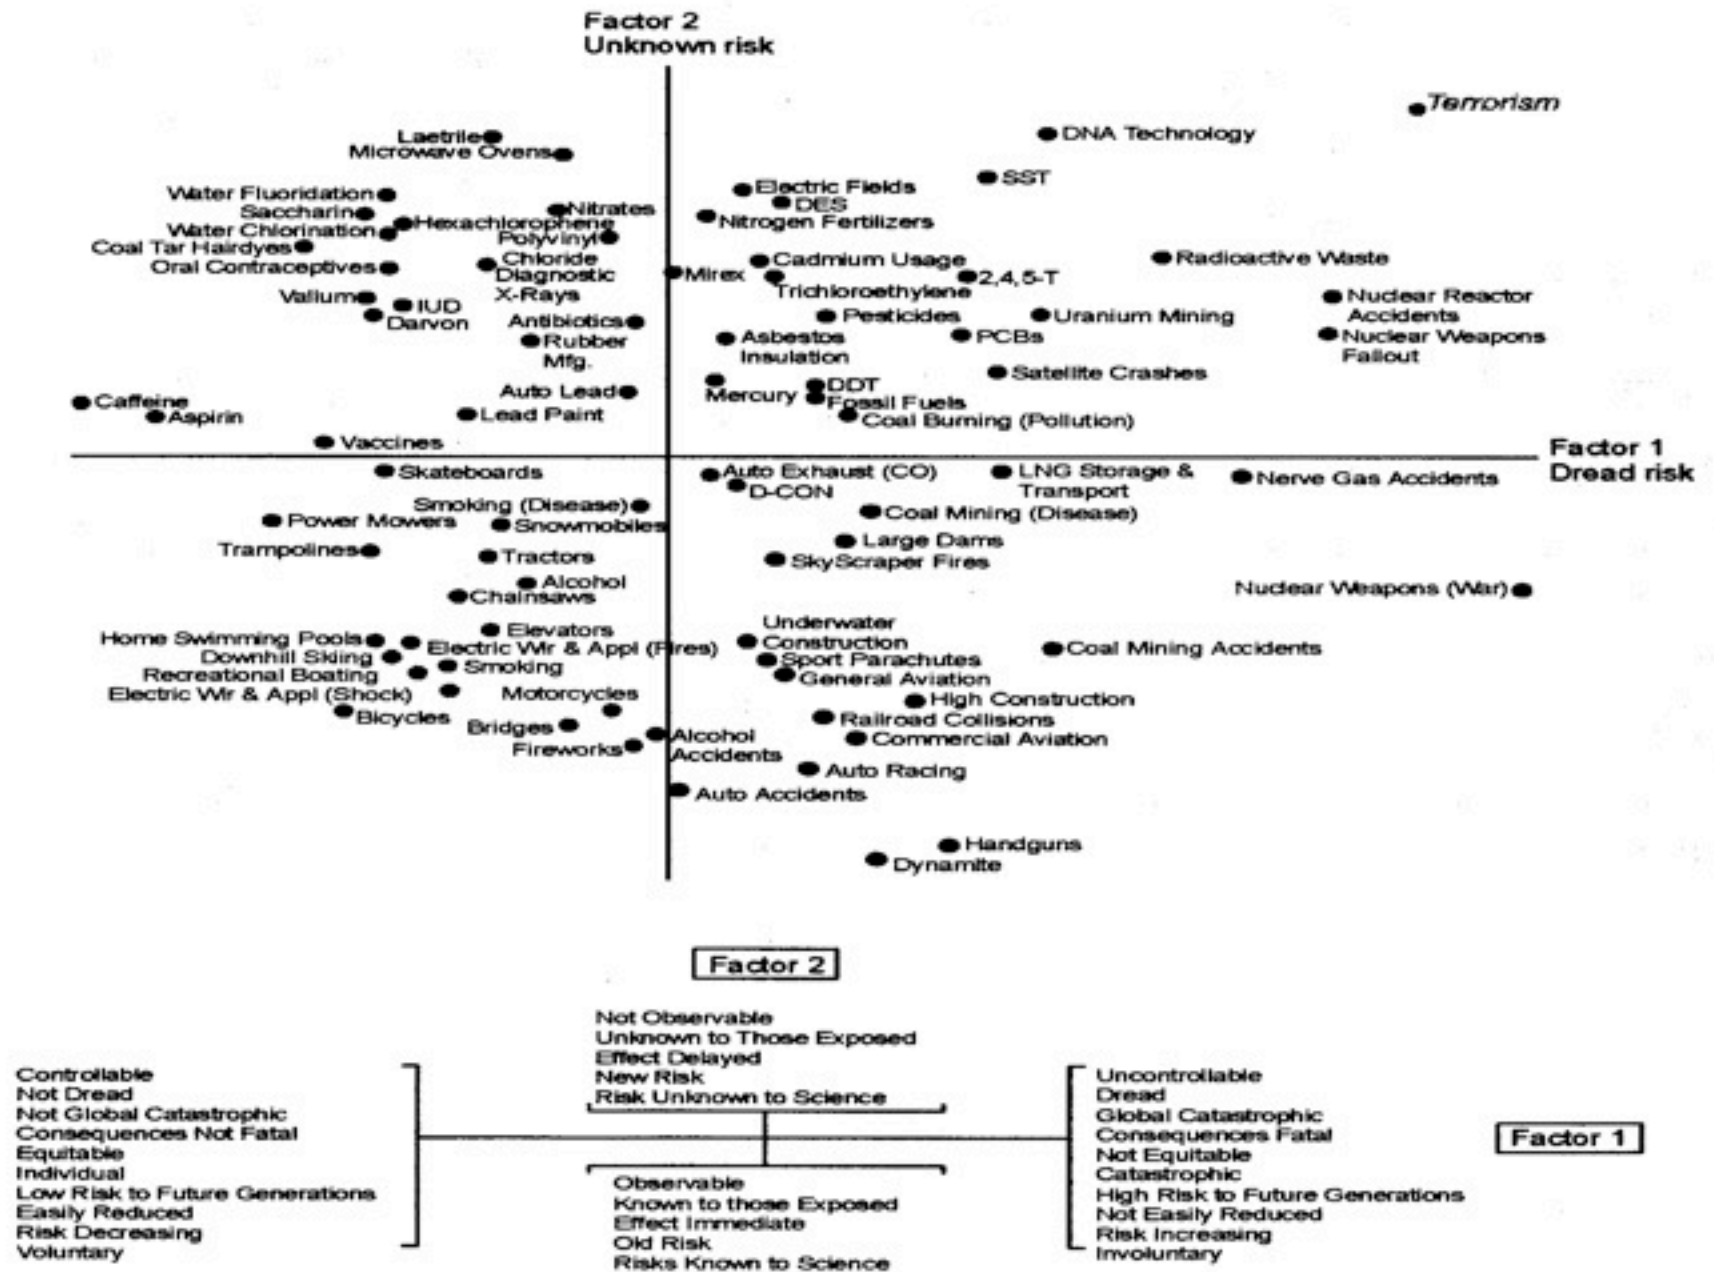 Factor 2
Unknown risk
Terrorism
DNA Technology
Laetrile
Microwave Ovens
SST
Electric Fields
Water Fluoridation
DES
Saccharin
Nitrates
Nitrogen Fertilizers
Hexachlorophene
Water Chlorination
Polyvinyl
Chloride
Coal Tar Hairdyes
Radioactive Waste
Cadmium Usage
Oral Contraceptives
Diagnostic
X-Rays
Mirex
2,4,5-T
Trichloroethylene
Valium
IUD
Nuclear Reactor
Accidents
Darvon
Antibiotics
Pesticides
Uranium Mining
Rubber
Mfg.
Asbestos
Insulation
PCBs
Nuclear Weapons
Fallout
Satellite Crashes
Auto Lead
Mercury
DDT
Caffeine
Fossil Fuels
Aspirin
Lead Paint
Coal Burning (Pollution)
Vaccines
Factor 1
Dread risk
Skateboards
Auto Exhaust (CO)
LNG Storage &
Transport
Nerve Gas Accidents
D-CON
Smoking (Disease)
Coal Mining (Disease)
Power Mowers
Snowmobiles
Large Dams
Trampolines
Tractors
SkyScraper Fires
Alcohol
Chainsaws
Nuclear Weapons (War)
Elevators
Underwater
Construction
Home Swimming Pools
Electric Wir & Appl (Fires)
Coal Mining Accidents
Downhill Skiing
Smoking
Sport Parachutes
Recreational Boating
General Aviation
Electric Wir & Appl (Shock)
Motorcycles
High Construction
Bicycles
Bridges
Railroad Collisions
Alcohol
Accidents
Commercial Aviation
Fireworks
Auto Racing
Auto Accidents
Handguns
Dynamite
Factor 2
Not Observable
Unknown to Those Exposed
Effect Delayed
New Risk
Risk Unknown to Science
Controllable
Not Dread
Not Global Catastrophic
Consequences Not Fatal
Equitable
Individual
Low Risk to Future Generations
Easily Reduced
Risk Decreasing
Voluntary
Uncontrollable
Dread
Global Catastrophic
Consequences Fatal
Not Equitable
Catastrophic
High Risk to Future Generations
Not Easily Reduced
Risk Increasing
Involuntary
Factor 1
Observable
Known to those Exposed
Effect Immediate
Old Risk
Risks Known to Science